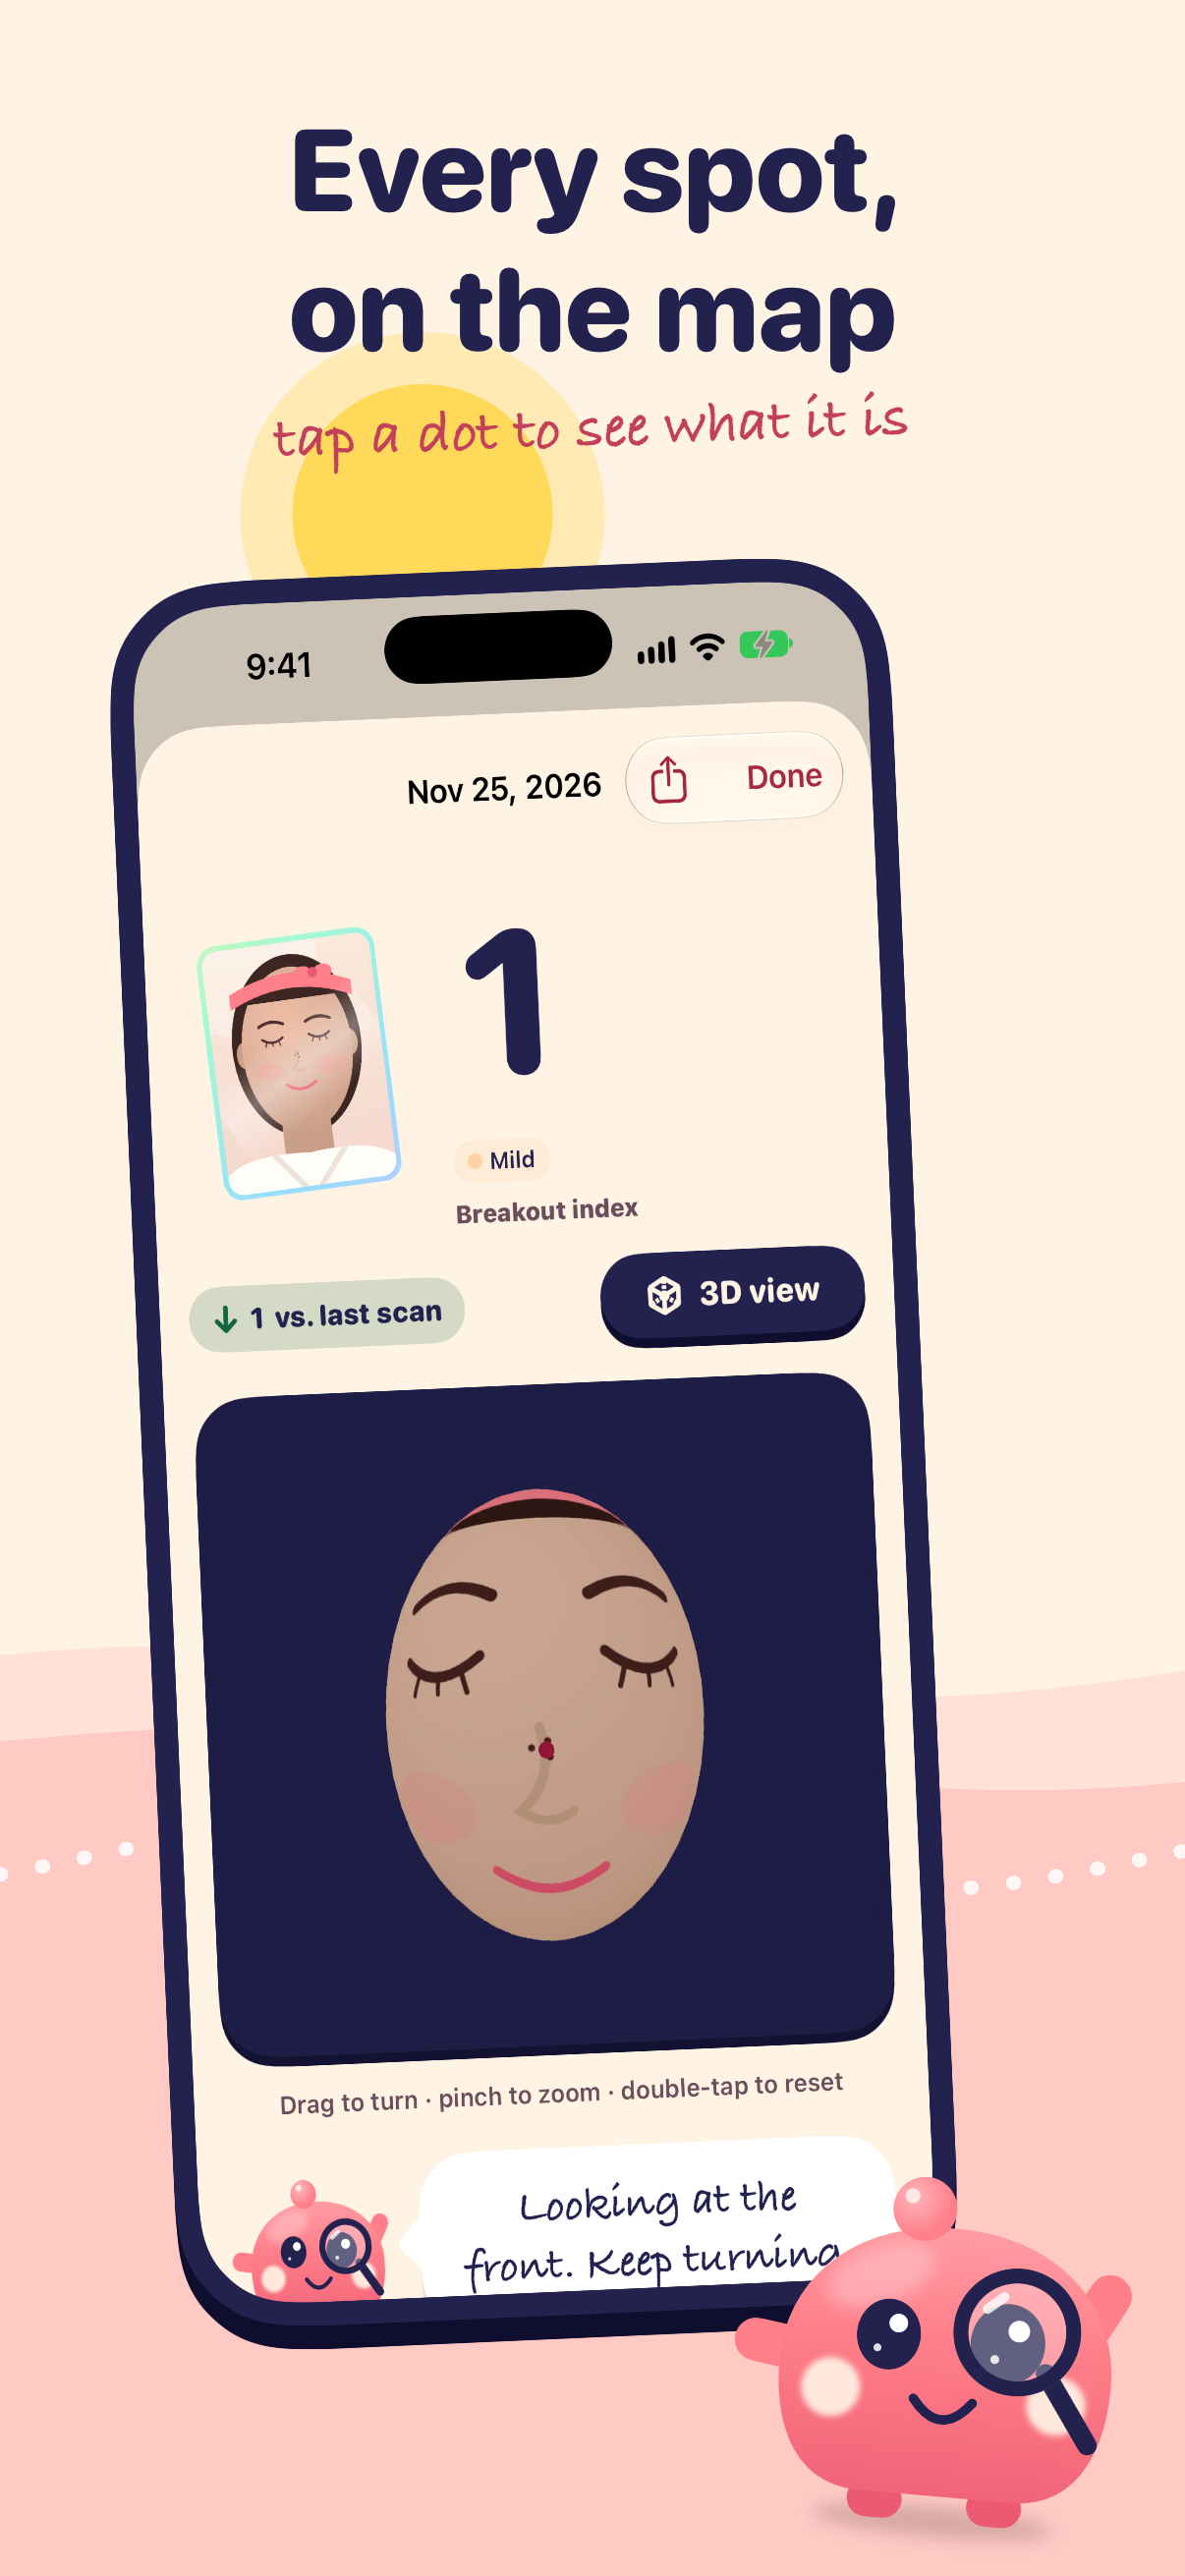 Every spot,
on the map
tap a dot to see what it is
9:41
Nov 25, 2026
Done
1
Mild
Breakout index
↓ 1 vs. last scan
3D view
Drag to turn · pinch to zoom · double-tap to reset
Looking at the
front. Keep turning